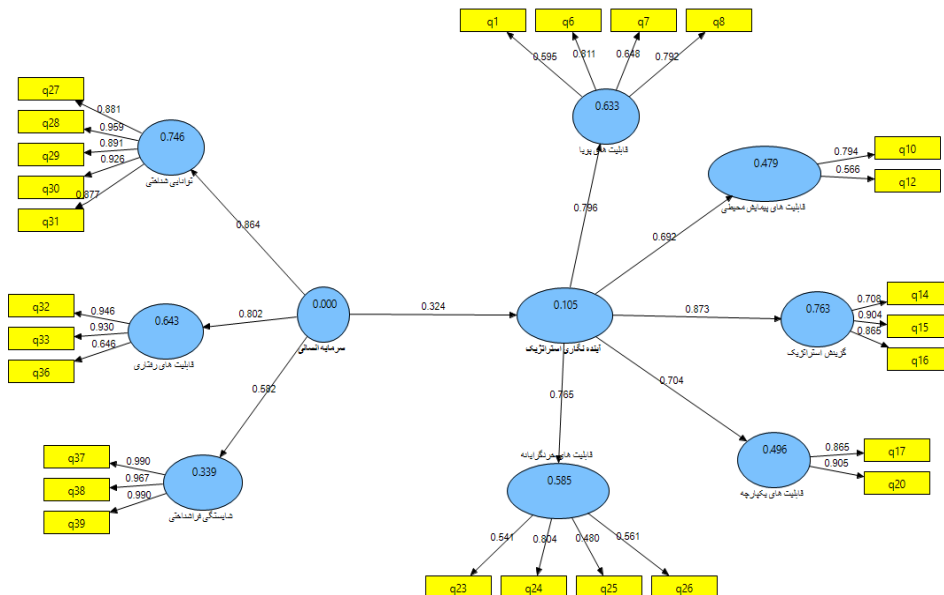 q1
q6
q7
q8
0.595
0.811
0.648
0.792
0.633
قابلیت های پویا
0.796
q27
q28
q29
q30
q31
0.881
0.959
0.891
0.926
0.877
0.746
توانایی شناختی
0.864
q10
q12
0.794
0.566
0.479
قابلیت های پیمایش محیطی
0.692
q32
q33
q36
0.946
0.930
0.646
0.643
قابلیت های رفتاری
0.802
0.000
سرمایه انسانی
0.324
0.105
آینده نگاری استراتژیک
0.873
0.763
گزینش استراتژیک
0.708
0.904
0.865
q14
q15
q16
0.582
0.704
0.765
q37
q38
q39
0.990
0.967
0.990
0.339
شایستگی فراشناختی
قابلیت های خردگرایانه
0.585
0.541
0.804
0.480
0.561
q23
q24
q25
q26
0.496
قابلیت های یکپارچه
0.865
0.905
q17
q20